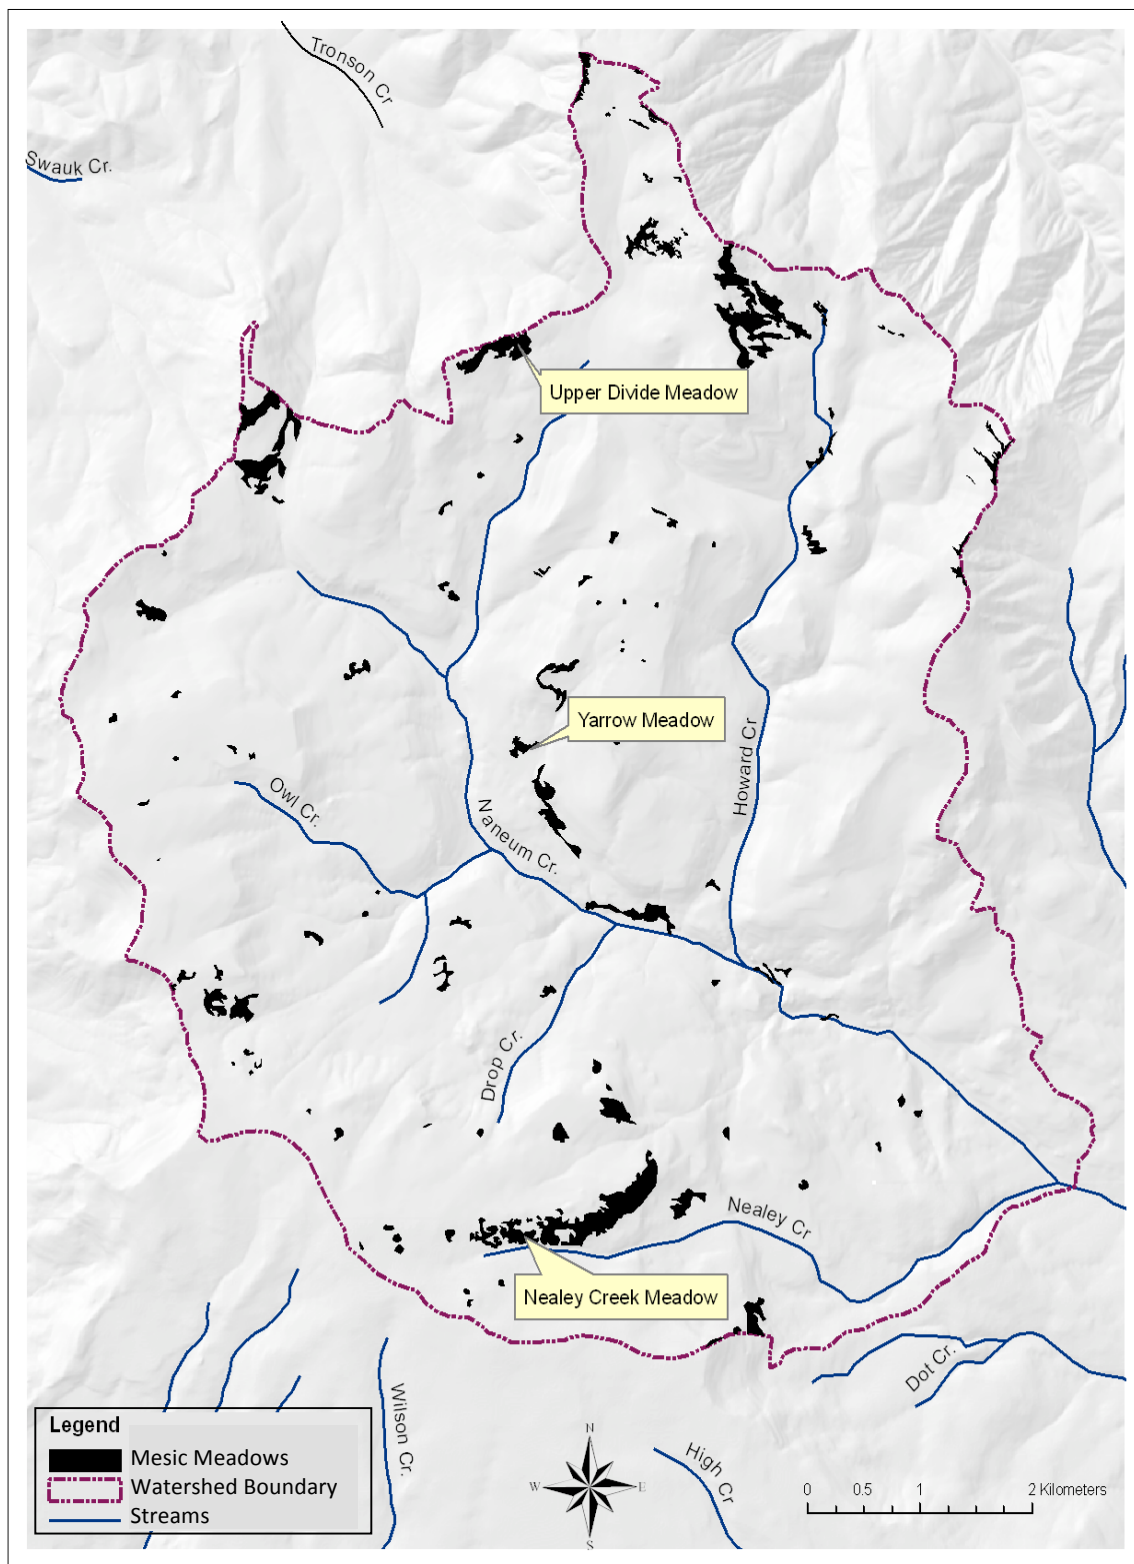 Tronson Cr
Swauk Cr.
Upper Divide Meadow
Yarrow Meadow
Howard Cr
Owl Cr.
Naneum Cr.
Drop Cr.
Nealey Cr
Nealey Creek Meadow
Dot Cr.
Wilson Cr.
High Cr
Legend
Mesic Meadows
Watershed Boundary
Streams
N
W E
S
0 0.5 1 2 Kilometers